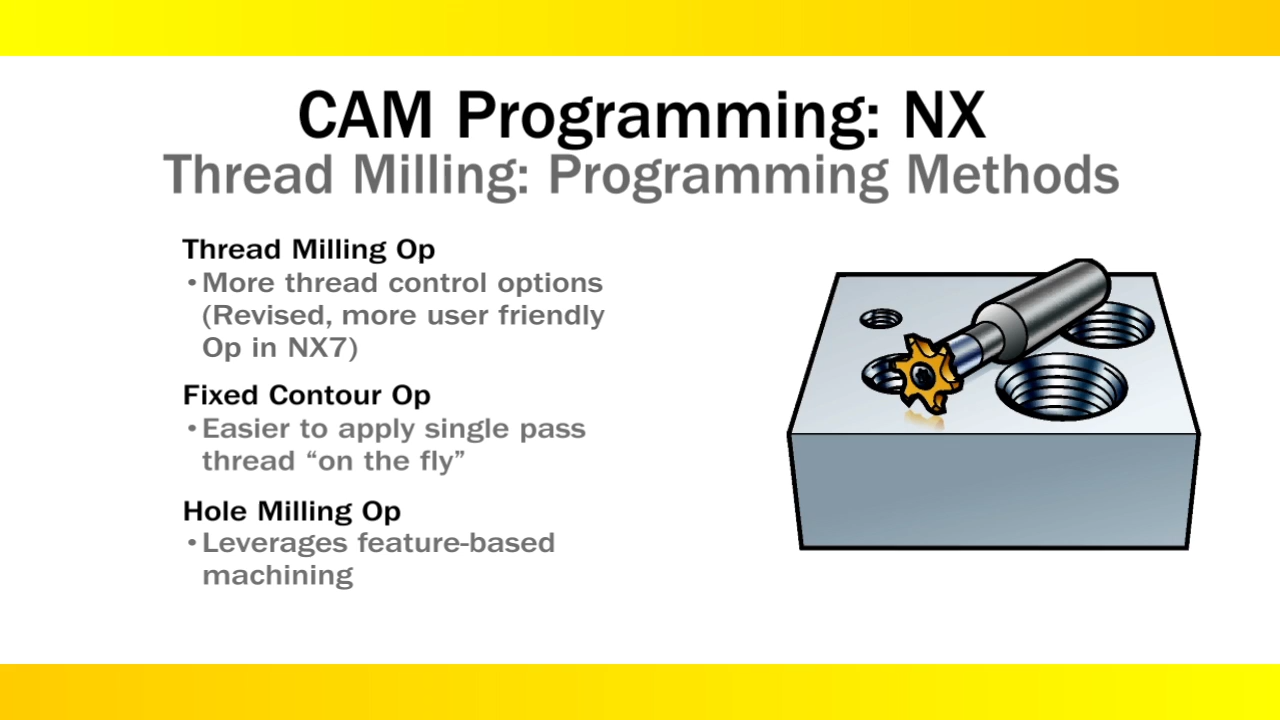 CAM Programming: NX
Thread Milling: Programming Methods
Thread Milling Op
• More thread control options
(Revised, more user friendly
Op in NX7)
Fixed Contour Op
• Easier to apply single pass
thread “on the fly”
Hole Milling Op
• Leverages feature-based
machining